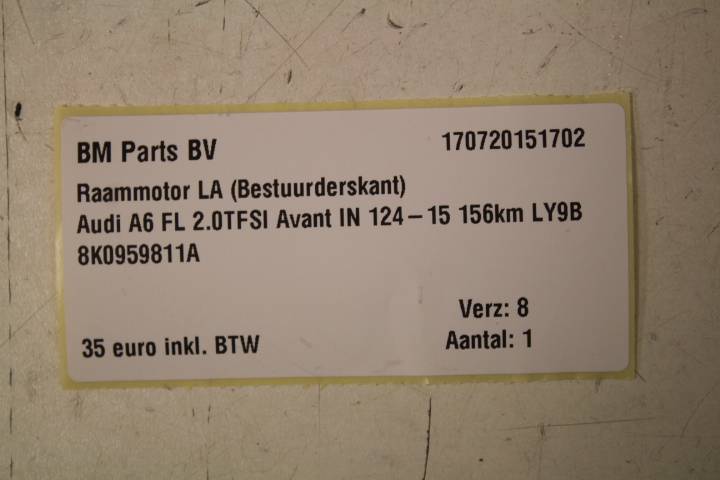 BM Parts BV 170720151702
Raammotor LA (Bestuurderskant)
Audi A6 FL 2.0TFSI Avant IN 124-15 156km LY9B
8K0959811A
Verz: 8
35 euro inkl. BTW Aantal: 1